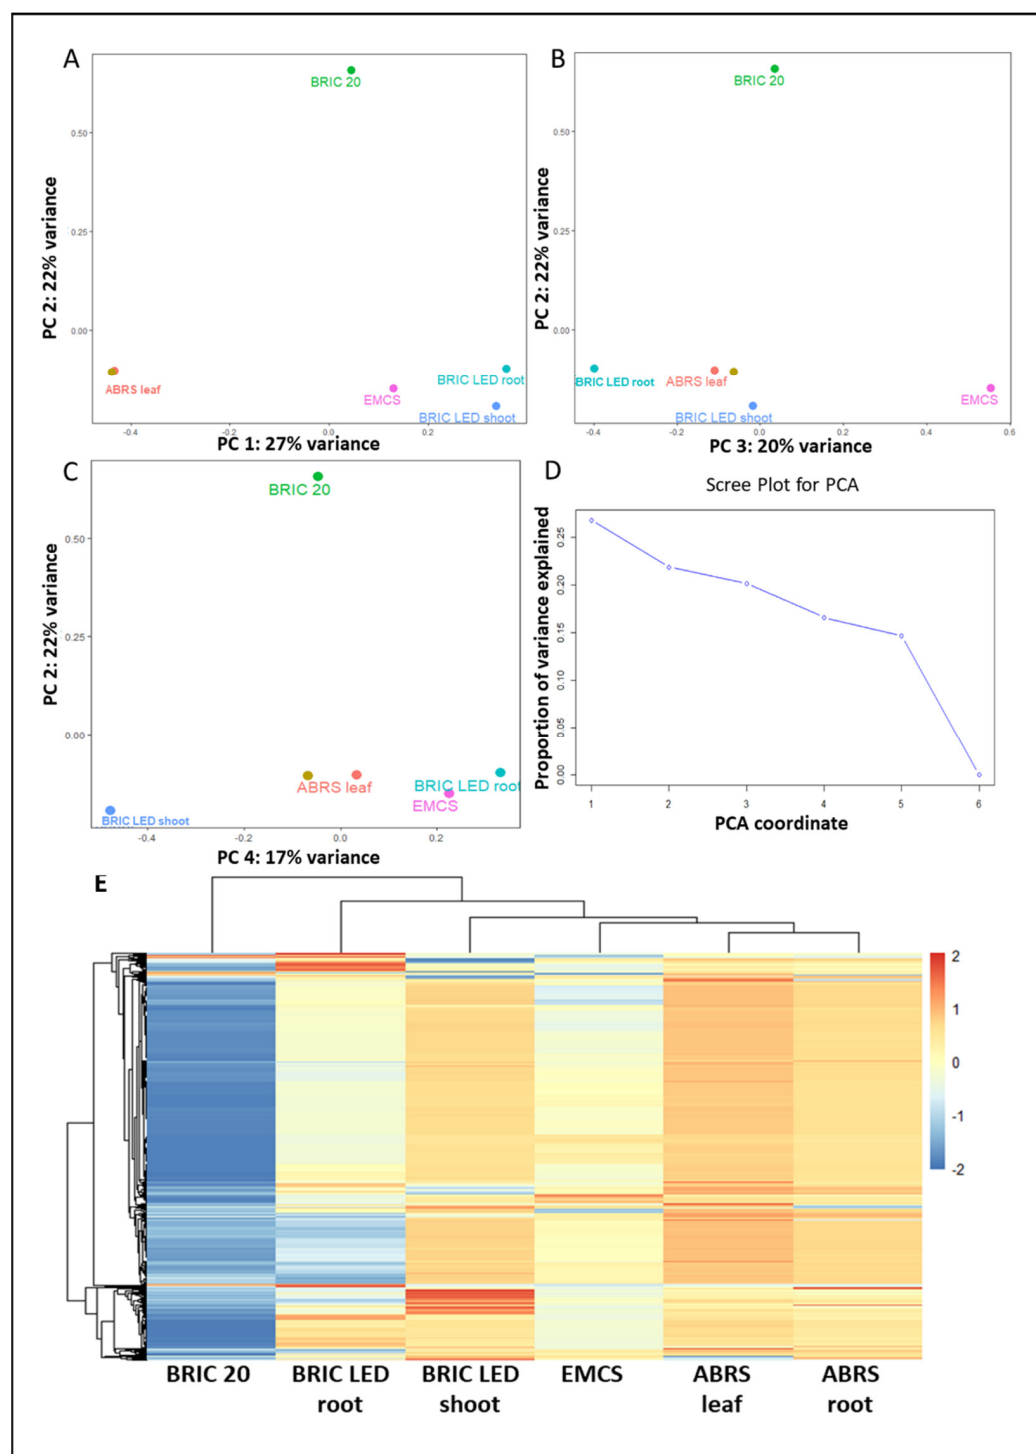 A
BRIC 20
0.50
0.25
0.00
ABRS leaf
BRIC LED root
EMCS
BRIC LED shoot
-0.4
-0.2
0.0
0.2
PC 1: 27% variance
PC 2: 22% variance
B
BRIC 20
0.50
0.25
0.00
BRIC LED root
ABRS leaf
BRIC LED shoot
EMCS
-0.4
-0.2
0.0
0.2
0.4
0.6
PC 3: 20% variance
PC 2: 22% variance
C
BRIC 20
0.50
0.25
0.00
ABRS leaf
BRIC LED root
EMCS
BRIC LED shoot
-0.4
-0.2
0.0
0.2
PC 4: 17% variance
PC 2: 22% variance
D
Scree Plot for PCA
Proportion of variance explained
0.25
0.20
0.15
0.10
0.05
0.00
1
2
3
4
5
6
PCA coordinate
E
2
1
0
-1
-2
BRIC 20
BRIC LED
root
BRIC LED
shoot
EMCS
ABRS
leaf
ABRS
root